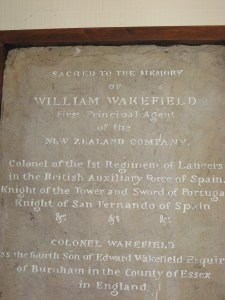 SACRED TO THE MEMORY
OF
WILLIAM WAKEFIELD
First Principal Agent
of the
NEW ZEALAND COMPANY.
Colonel of the 1st Regiment of Lancers
in the British Auxiliary Force of Spain.
Knight of the Tower and Sword of Portuga
Knight of San Fernando of Spain
&c &c &c
COLONEL WAKEFIELD
as the fourth Son of Edward Wakefield Esquir
of Burnham in the County of Essex
in England